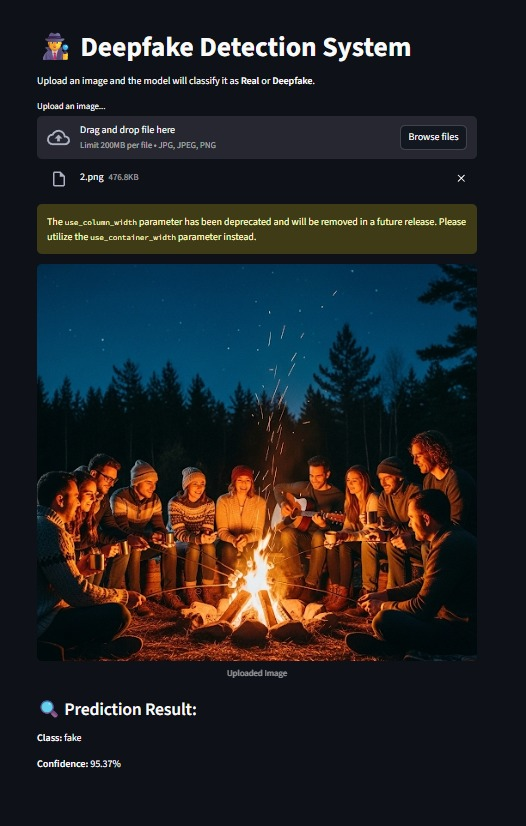 Deepfake Detection System
Upload an image and the model will classify it as Real or Deepfake.
Upload an image...
Drag and drop file here
Browse files
Limit 200MB per file • JPG, JPEG, PNG
2.png 476.8KB
The use_column_width parameter has been deprecated and will be removed in a future release. Please
utilize the use_container_width parameter instead.
Uploaded Image
Prediction Result:
Class: fake
Confidence: 95.37%